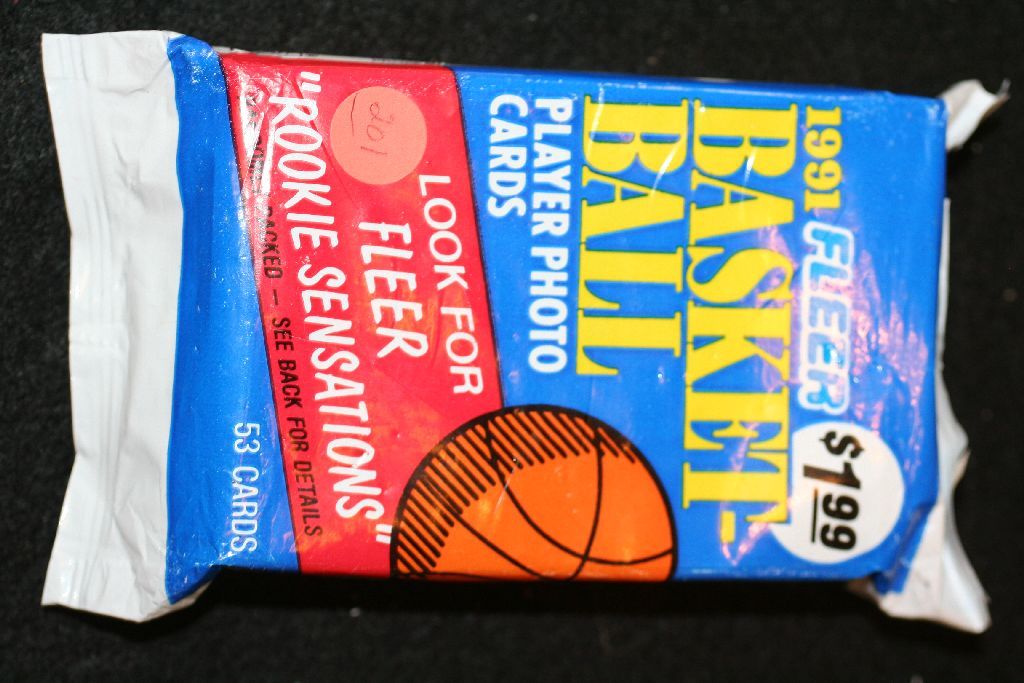 1991 FLEER
$1.99
BASKET-
BALL
PLAYER PHOTO
CARDS
LOOK FOR
FLEER
"ROOKIE SENSATIONS"
PACKED — SEE BACK FOR DETAILS
53 CARDS
201